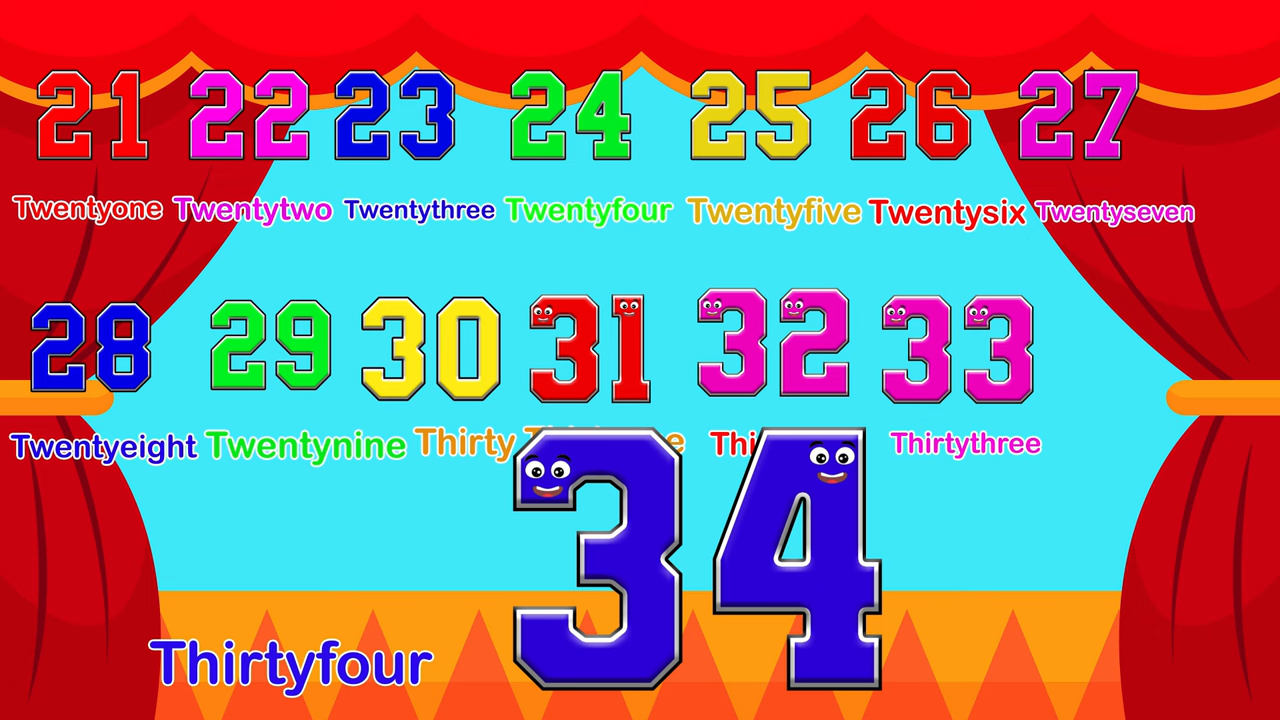 21 22 23 24 25 26 27
Twentyone Twentytwo Twentythree Twentyfour Twentyfive Twentysix Twentyseven
28 29 30 31 32 33
Twentyeight Twentynine Thirty Thirtythree
34
Thirtyfour